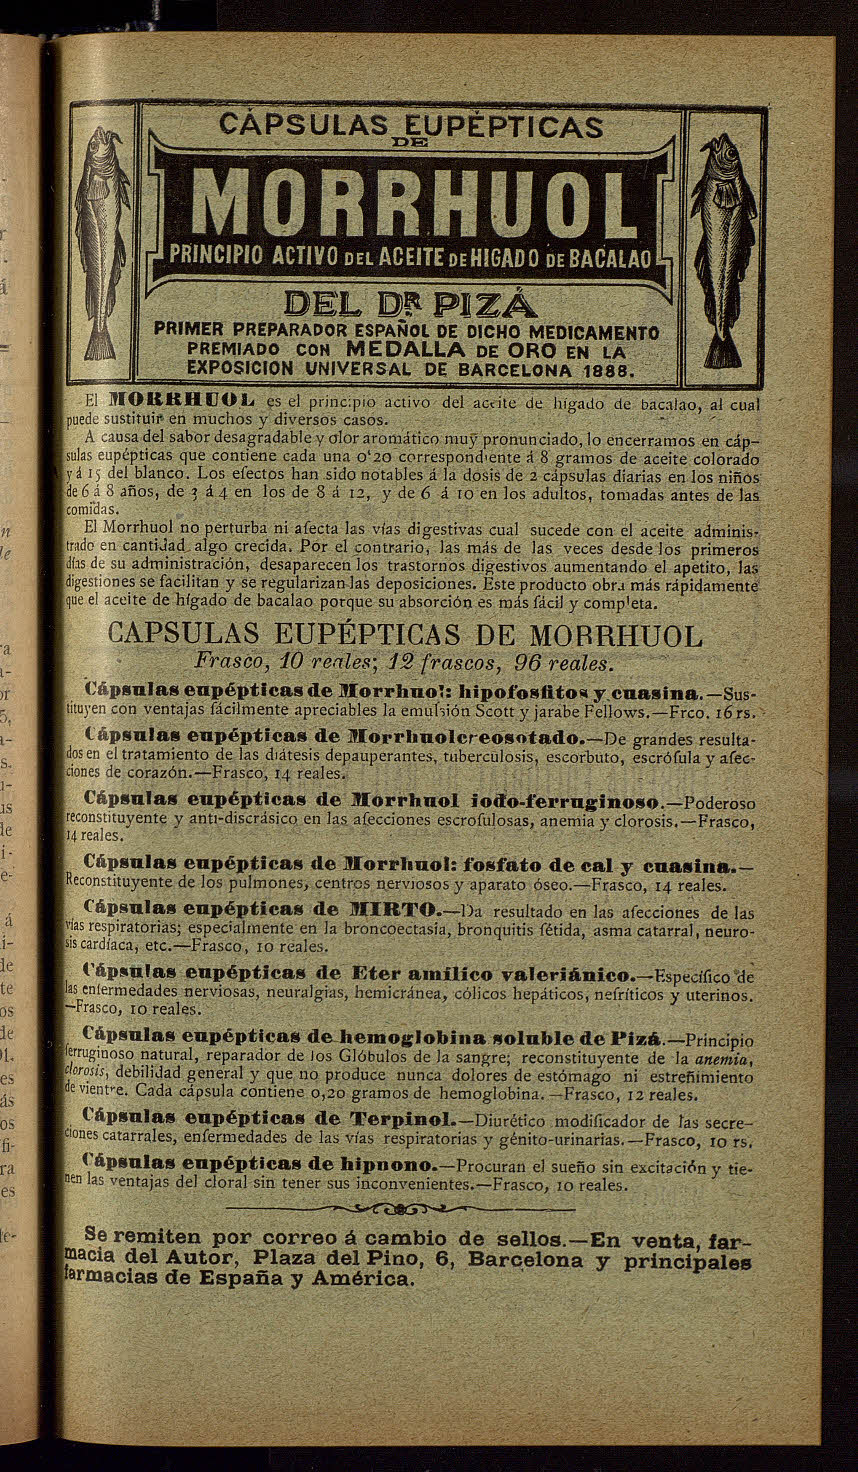 CÁPSULAS EUPÉPTICAS
DE
MORRHUOL
PRINCIPIO ACTIVO DEL ACEITE DE HIGADO DE BACALAO
DEL DR. PIZÁ
PRIMER PREPARADOR ESPAÑOL DE DICHO MEDICAMENTO
PREMIADO CON MEDALLA DE ORO EN LA
EXPOSICION UNIVERSAL DE BARCELONA 1888.
El MORRHUOL es el principio activo del aceite de hígado de bacalao, al cual
puede sustituir en muchos y diversos casos.
A causa del sabor desagradable y olor aromático muy pronunciado, lo encerramos en cáp-
sulas eupépticas que contiene cada una 0'20 correspondiente á 8 gramos de aceite colorado
y á 15 del blanco. Los efectos han sido notables á la dosis de 2 cápsulas diarias en los niños
de 6 á 8 años, de 3 á 4 en los de 8 á 12, y de 6 á 10 en los adultos, tomadas antes de las
comidas.
El Morrhuol no perturba ni afecta las vías digestivas cual sucede con el aceite adminis-
trado en cantidad algo crecida. Por el contrario, las más de las veces desde los primeros
días de su administración, desaparecen los trastornos digestivos aumentando el apetito, las
digestiones se facilitan y se regularizan las deposiciones. Este producto obra más rápidamente
que el aceite de hígado de bacalao porque su absorción es más fácil y completa.
CAPSULAS EUPÉPTICAS DE MORRHUOL
Frasco, 10 reales; 12 frascos, 96 reales.
Cápsulas eupépticas de Morrhuol: hipofosfitos y cuasina.—Sus-
tituyen con ventajas fácilmente apreciables la emulsión Scott y jarabe Fellows.—Frco. 16 rs.
Cápsulas eupépticas de Morrhuolcreosotado.—De grandes resulta-
dos en el tratamiento de las diátesis depauperantes, tuberculosis, escorbuto, escrófula y afec-
ciones de corazón.—Frasco, 14 reales.
Cápsulas eupépticas de Morrhuol iodo-ferruginoso.—Poderoso
reconstituyente y anti-discrásico en las afecciones escrofulosas, anemia y clorosis.—Frasco,
14 reales.
Cápsulas eupépticas de Morrhuol: fosfato de cal y cuasina.—
Reconstituyente de los pulmones, centros nerviosos y aparato óseo.—Frasco, 14 reales.
Cápsulas eupépticas de MIRTO.—Da resultado en las afecciones de las
vías respiratorias; especialmente en la broncoectasia, bronquitis fétida, asma catarral, neuro-
sis cardíaca, etc.—Frasco, 10 reales.
Cápsulas eupépticas de Eter amílico valeriánico.—Específico de
las enfermedades nerviosas, neuralgias, hemicránea, cólicos hepáticos, nefríticos y uterinos.
—Frasco, 10 reales.
Cápsulas eupépticas de hemoglobina soluble de Pizá.—Principio
ferruginoso natural, reparador de los Glóbulos de la sangre; reconstituyente de la anemia,
clorosis, debilidad general y que no produce nunca dolores de estómago ni estreñimiento
de vientre. Cada cápsula contiene 0,20 gramos de hemoglobina.—Frasco, 12 reales.
Cápsulas eupépticas de Terpinol.—Diurético modificador de las secre-
ciones catarrales, enfermedades de las vías respiratorias y génito-urinarias.—Frasco, 10 rs.
Cápsulas eupépticas de hipnono.—Procuran el sueño sin excitación y tie-
nen las ventajas del cloral sin tener sus inconvenientes.—Frasco, 10 reales.
Se remiten por correo á cambio de sellos.—En venta, far-
macia del Autor, Plaza del Pino, 6, Barcelona y principales
farmacias de España y América.